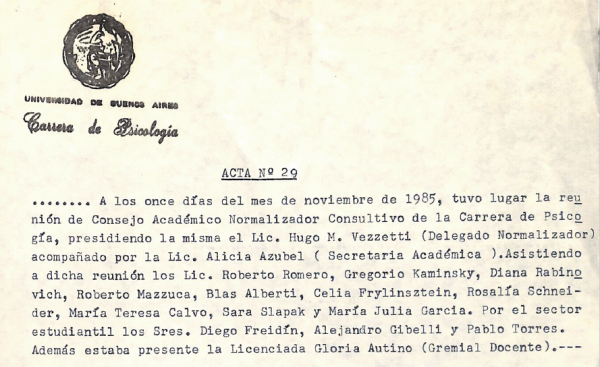 UNIVERSIDAD DE BUENOS AIRES
Carrera de Psicología
ACTA Nº 29
........ A los once días del mes de noviembre de 1985, tuvo lugar la reu
nión de Consejo Académico Normalizador Consultivo de la Carrera de Psico
gía, presidiendo la misma el Lic. Hugo M. Vezzetti (Delegado Normalizador)
acompañado por la Lic. Alicia Azubel ( Secretaria Académica ).Asistiendo
a dicha reunión los Lic. Roberto Romero, Gregorio Kaminsky, Diana Rabino
vich, Roberto Mazzuca, Blas Alberti, Celia Frylinsztein, Rosalía Schnei-
der, María Teresa Calvo, Sara Slapak y María Julia Garcia. Por el sector
estudiantil los Sres. Diego Freidín, Alejandro Gibelli y Pablo Torres.
Además estaba presente la Licenciada Gloria Autino (Gremial Docente).---